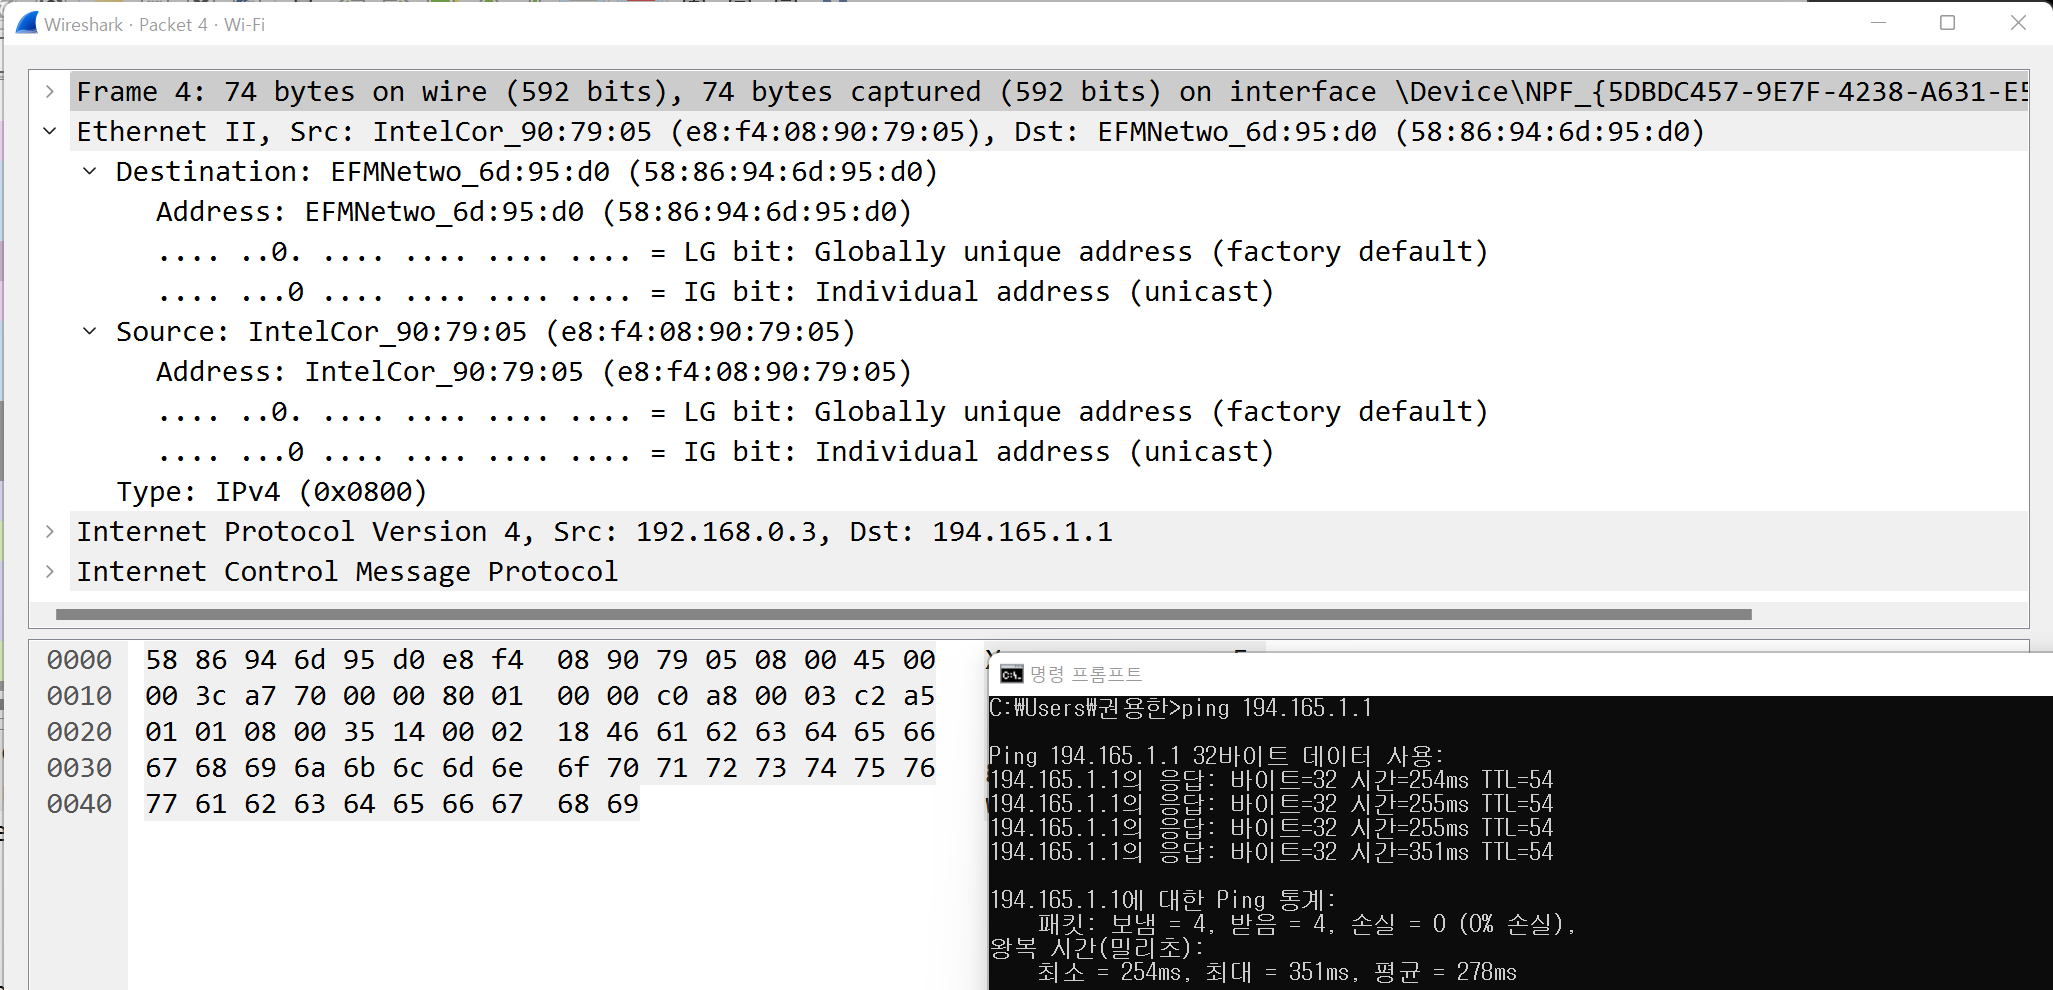 Wireshark · Packet 4 · Wi-Fi
Frame 4: 74 bytes on wire (592 bits), 74 bytes captured (592 bits) on interface \Device\NPF_{5DBDC457-9E7F-4238-A631-E5
Ethernet II, Src: IntelCor_90:79:05 (e8:f4:08:90:79:05), Dst: EFMNetwo_6d:95:d0 (58:86:94:6d:95:d0)
Destination: EFMNetwo_6d:95:d0 (58:86:94:6d:95:d0)
Address: EFMNetwo_6d:95:d0 (58:86:94:6d:95:d0)
.... ..0. .... .... .... .... = LG bit: Globally unique address (factory default)
.... ...0 .... .... .... .... = IG bit: Individual address (unicast)
Source: IntelCor_90:79:05 (e8:f4:08:90:79:05)
Address: IntelCor_90:79:05 (e8:f4:08:90:79:05)
.... ..0. .... .... .... .... = LG bit: Globally unique address (factory default)
.... ...0 .... .... .... .... = IG bit: Individual address (unicast)
Type: IPv4 (0x0800)
Internet Protocol Version 4, Src: 192.168.0.3, Dst: 194.165.1.1
Internet Control Message Protocol
0000 58 86 94 6d 95 d0 e8 f4 08 90 79 05 08 00 45 00
0010 00 3c a7 70 00 00 80 01 00 00 c0 a8 00 03 c2 a5
0020 01 01 08 00 35 14 00 02 18 46 61 62 63 64 65 66
0030 67 68 69 6a 6b 6c 6d 6e 6f 70 71 72 73 74 75 76
0040 77 61 62 63 64 65 66 67 68 69
명령 프롬프트
C:₩Users₩권용한>ping 194.165.1.1
Ping 194.165.1.1 32바이트 데이터 사용:
194.165.1.1의 응답: 바이트=32 시간=254ms TTL=54
194.165.1.1의 응답: 바이트=32 시간=255ms TTL=54
194.165.1.1의 응답: 바이트=32 시간=255ms TTL=54
194.165.1.1의 응답: 바이트=32 시간=351ms TTL=54
194.165.1.1에 대한 Ping 통계:
패킷: 보냄 = 4, 받음 = 4, 손실 = 0 (0% 손실),
왕복 시간(밀리초):
최소 = 254ms, 최대 = 351ms, 평균 = 278ms